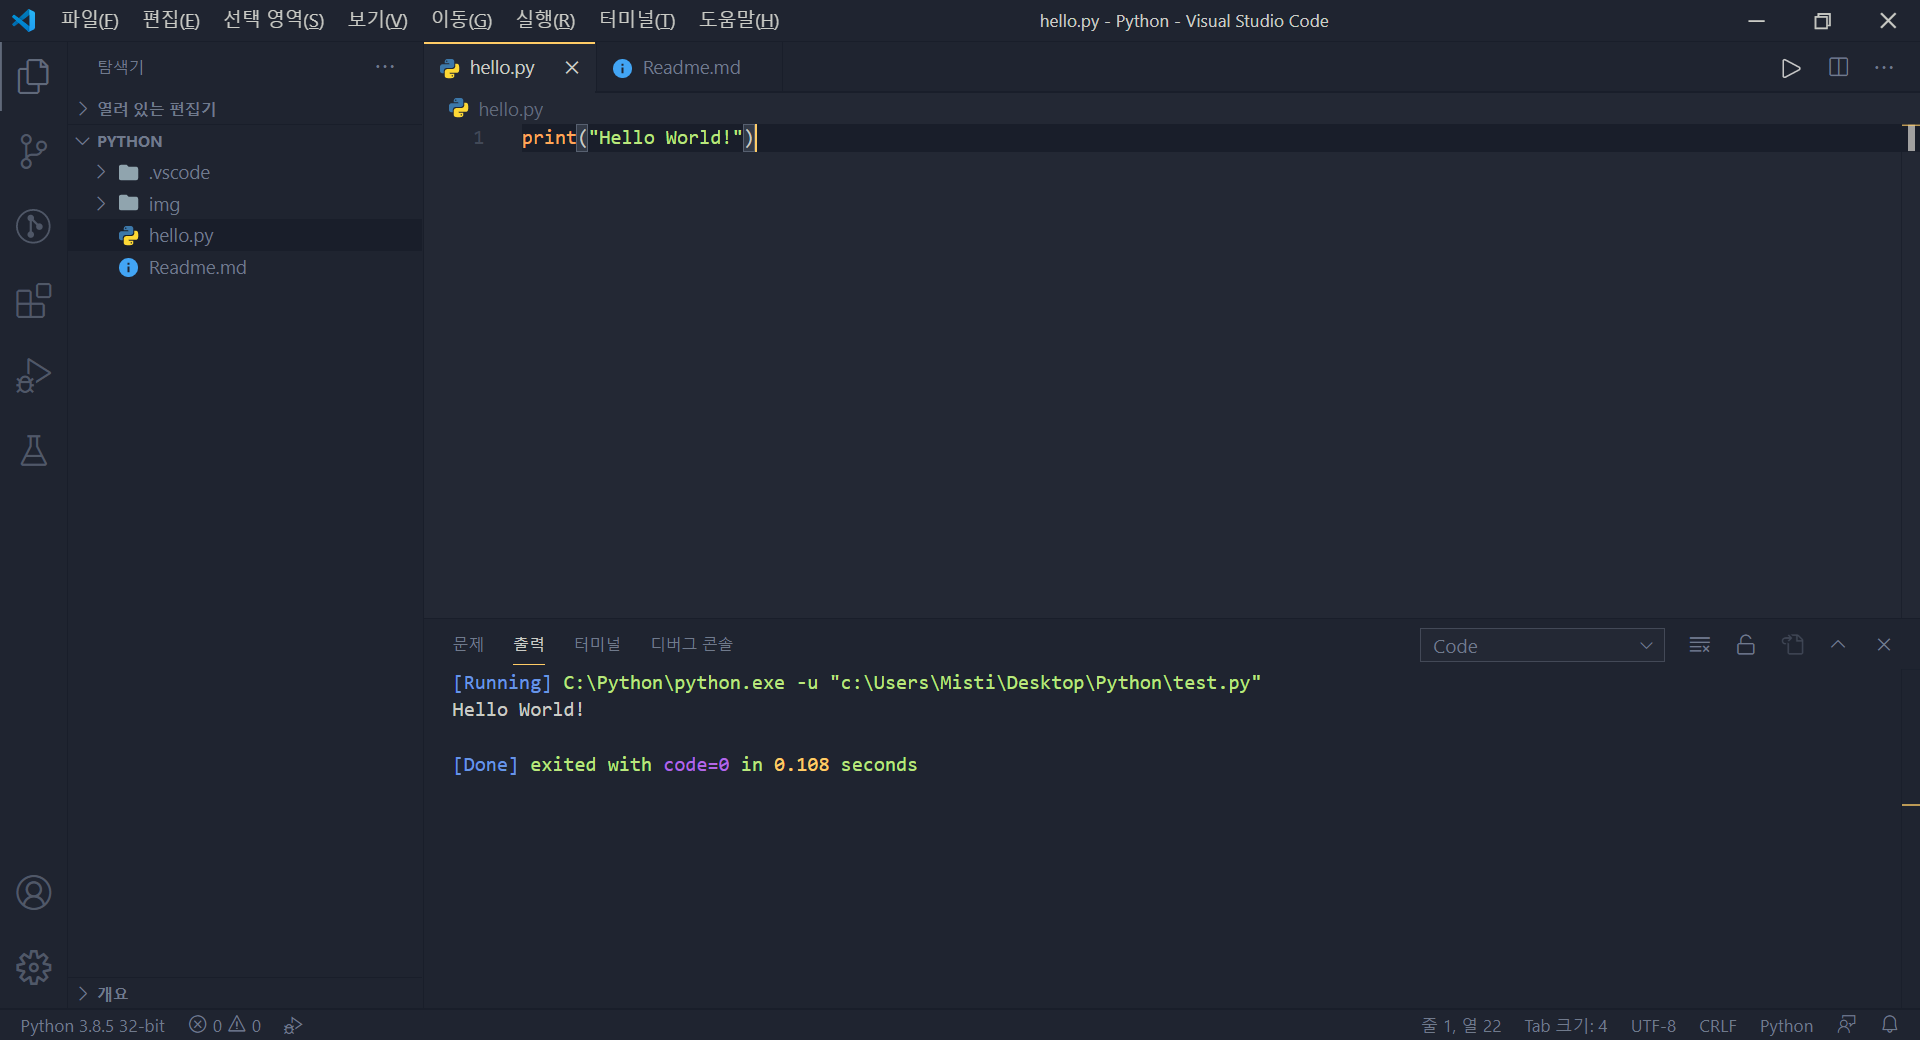 파일(F) 편집(E) 선택 영역(S) 보기(V) 이동(G) 실행(R) 터미널(T) 도움말(H) hello.py - Python - Visual Studio Code
탐색기
열려 있는 편집기
PYTHON
.vscode
img
hello.py
Readme.md
개요
hello.py Readme.md
hello.py
1 print("Hello World!")
문제 출력 터미널 디버그 콘솔 Code
[Running] C:\Python\python.exe -u "c:\Users\Misti\Desktop\Python\test.py"
Hello World!
[Done] exited with code=0 in 0.108 seconds
Python 3.8.5 32-bit 0 0 줄 1, 열 22 Tab 크기: 4 UTF-8 CRLF Python